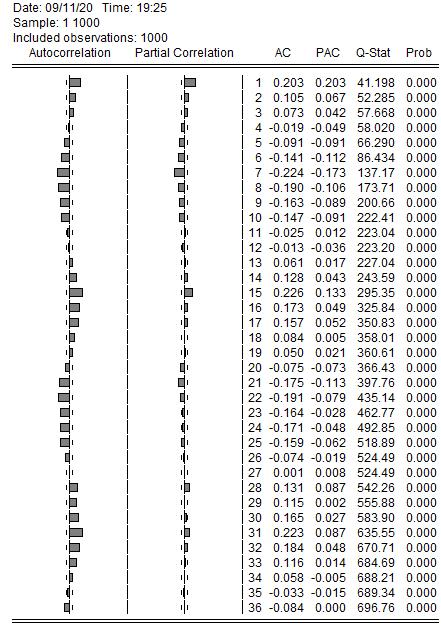 Date: 09/11/20 Time: 19:25
Sample: 1 1000
Included observations: 1000
Autocorrelation Partial Correlation AC PAC Q-Stat Prob
1 0.203 0.203 41.198 0.000
2 0.105 0.067 52.285 0.000
3 0.073 0.042 57.668 0.000
4 -0.019 -0.049 58.020 0.000
5 -0.091 -0.091 66.290 0.000
6 -0.141 -0.112 86.434 0.000
7 -0.224 -0.173 137.17 0.000
8 -0.190 -0.106 173.71 0.000
9 -0.163 -0.089 200.66 0.000
10 -0.147 -0.091 222.41 0.000
11 -0.025 0.012 223.04 0.000
12 -0.013 -0.036 223.20 0.000
13 0.061 0.017 227.04 0.000
14 0.128 0.043 243.59 0.000
15 0.226 0.133 295.35 0.000
16 0.173 0.049 325.84 0.000
17 0.157 0.052 350.83 0.000
18 0.084 0.005 358.01 0.000
19 0.050 0.021 360.61 0.000
20 -0.075 -0.073 366.43 0.000
21 -0.175 -0.113 397.76 0.000
22 -0.191 -0.079 435.14 0.000
23 -0.164 -0.028 462.77 0.000
24 -0.171 -0.048 492.85 0.000
25 -0.159 -0.062 518.89 0.000
26 -0.074 -0.019 524.49 0.000
27 0.001 0.008 524.49 0.000
28 0.131 0.087 542.26 0.000
29 0.115 0.002 555.88 0.000
30 0.165 0.027 583.90 0.000
31 0.223 0.087 635.55 0.000
32 0.184 0.048 670.71 0.000
33 0.116 0.014 684.69 0.000
34 0.058 -0.005 688.21 0.000
35 -0.033 -0.015 689.34 0.000
36 -0.084 0.000 696.76 0.000